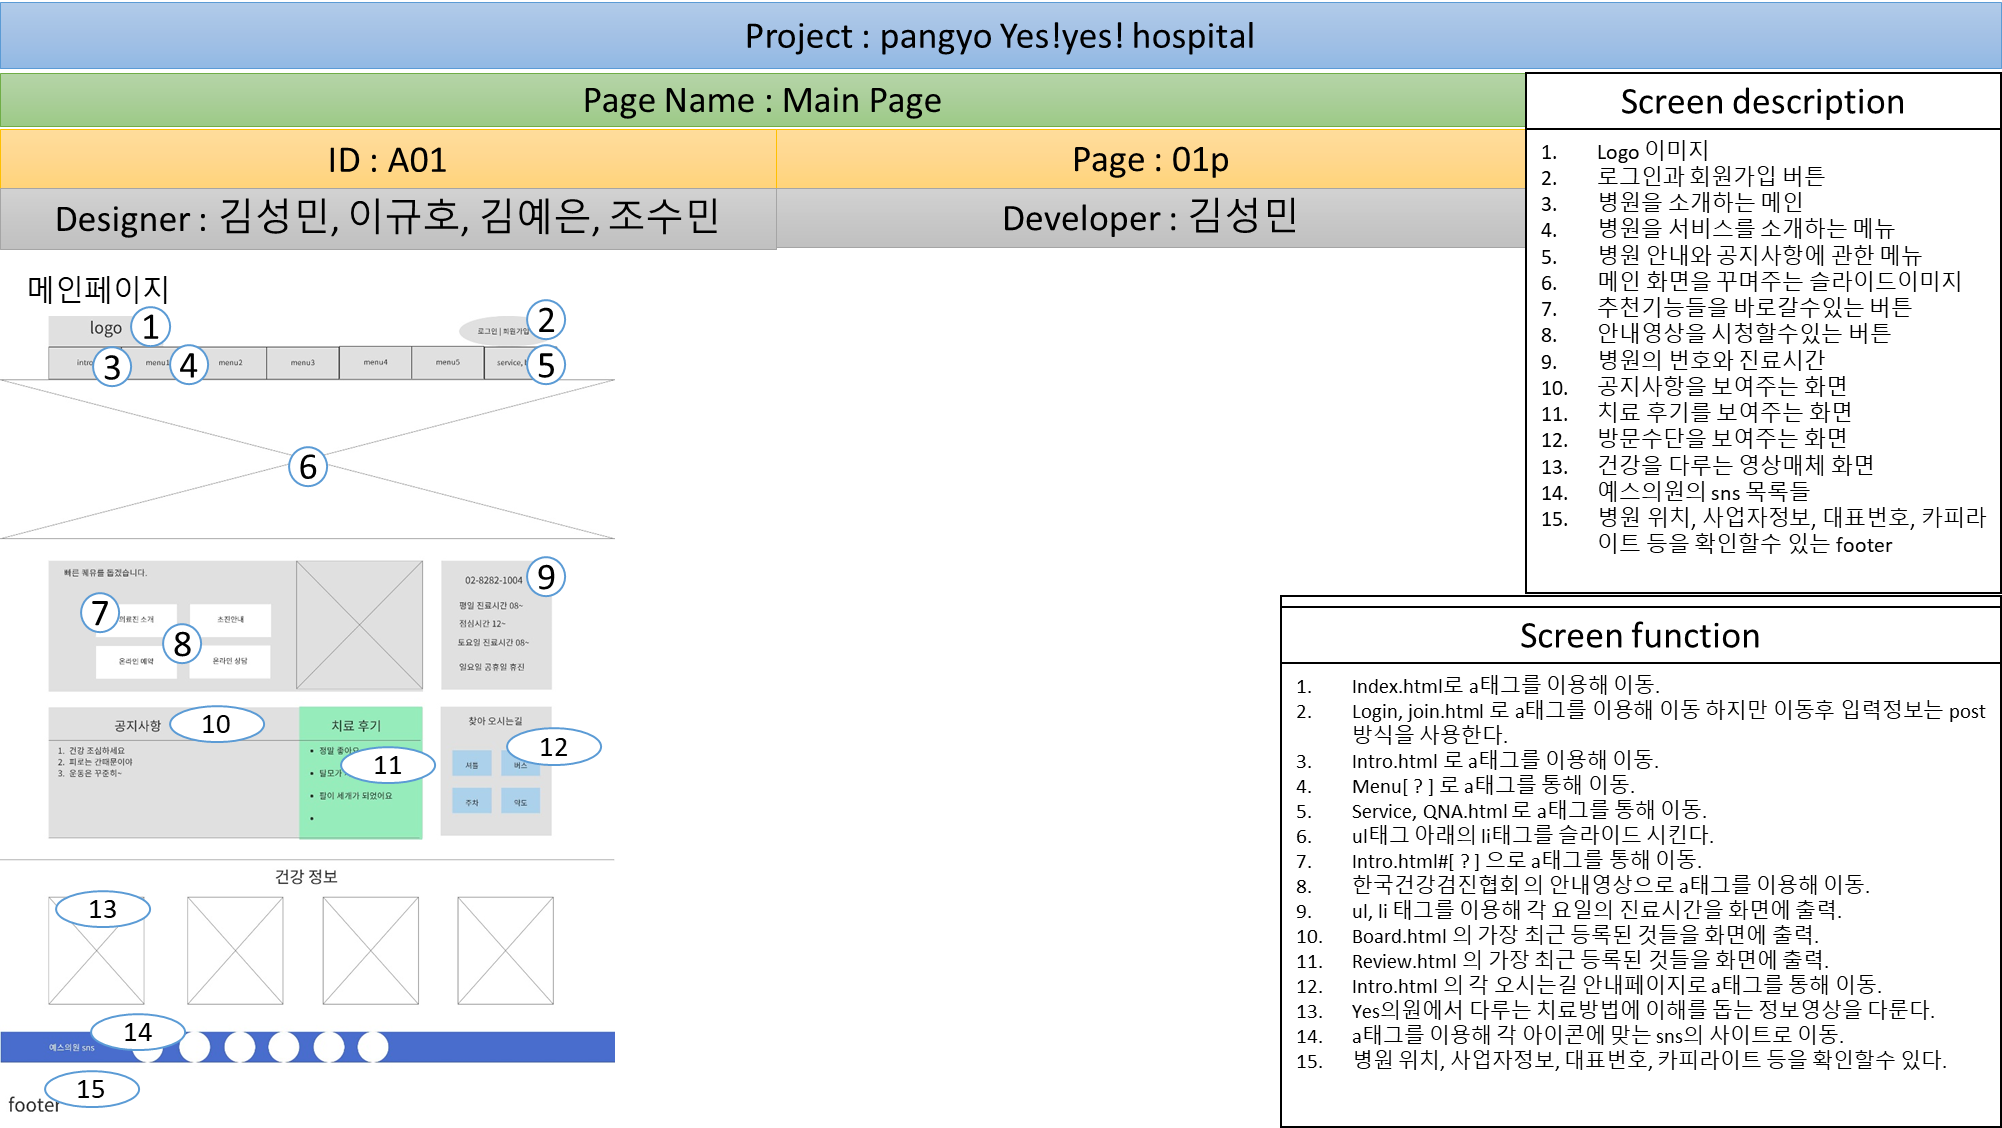 Project : pangyo Yes!yes! hospital
Page Name : Main Page
ID : A01
Page : 01p
Designer : 김성민, 이규호, 김예은, 조수민
Developer : 김성민
Screen description
1. Logo 이미지
2. 로그인과 회원가입 버튼
3. 병원을 소개하는 메인
4. 병원을 서비스를 소개하는 메뉴
5. 병원 안내와 공지사항에 관한 메뉴
6. 메인 화면을 꾸며주는 슬라이드이미지
7. 추천기능들을 바로갈수있는 버튼
8. 안내영상을 시청할수있는 버튼
9. 병원의 번호와 진료시간
10. 공지사항을 보여주는 화면
11. 치료 후기를 보여주는 화면
12. 방문수단을 보여주는 화면
13. 건강을 다루는 영상매체 화면
14. 예스의원의 sns 목록들
15. 병원 위치, 사업자정보, 대표번호, 카피라
이트 등을 확인할수 있는 footer
메인페이지
logo 1
로그인 | 회원가입 2
intro 3 menu1 4 menu2 menu3 menu4 menu5 service, 5
6
빠른 쾌유를 돕겠습니다.
7 의료진 소개 초진안내
8
온라인 예약 온라인 상담
02-8282-1004 9
평일 진료시간 08~
점심시간 12~
토요일 진료시간 08~
일요일 공휴일 휴진
공지사항 10
1. 건강 조심하세요
2. 피로는 간때문이야
3. 운동은 꾸준히~
치료 후기
• 정말 좋아요
11
• 탈모가
• 팔이 세개가 되었어요
•
찾아 오시는길
12
셔틀 버스
주차 약도
건강 정보
13
14
예스의원 sns
15
footer
Screen function
1. Index.html로 a태그를 이용해 이동.
2. Login, join.html 로 a태그를 이용해 이동 하지만 이동후 입력정보는 post
방식을 사용한다.
3. Intro.html 로 a태그를 이용해 이동.
4. Menu[ ? ] 로 a태그를 통해 이동.
5. Service, QNA.html 로 a태그를 통해 이동.
6. ul태그 아래의 li태그를 슬라이드 시킨다.
7. Intro.html#[ ? ] 으로 a태그를 통해 이동.
8. 한국건강검진협회 의 안내영상으로 a태그를 이용해 이동.
9. ul, li 태그를 이용해 각 요일의 진료시간을 화면에 출력.
10. Board.html 의 가장 최근 등록된 것들을 화면에 출력.
11. Review.html 의 가장 최근 등록된 것들을 화면에 출력.
12. Intro.html 의 각 오시는길 안내페이지로 a태그를 통해 이동.
13. Yes의원에서 다루는 치료방법에 이해를 돕는 정보영상을 다룬다.
14. a태그를 이용해 각 아이콘에 맞는 sns의 사이트로 이동.
15. 병원 위치, 사업자정보, 대표번호, 카피라이트 등을 확인할수 있다.